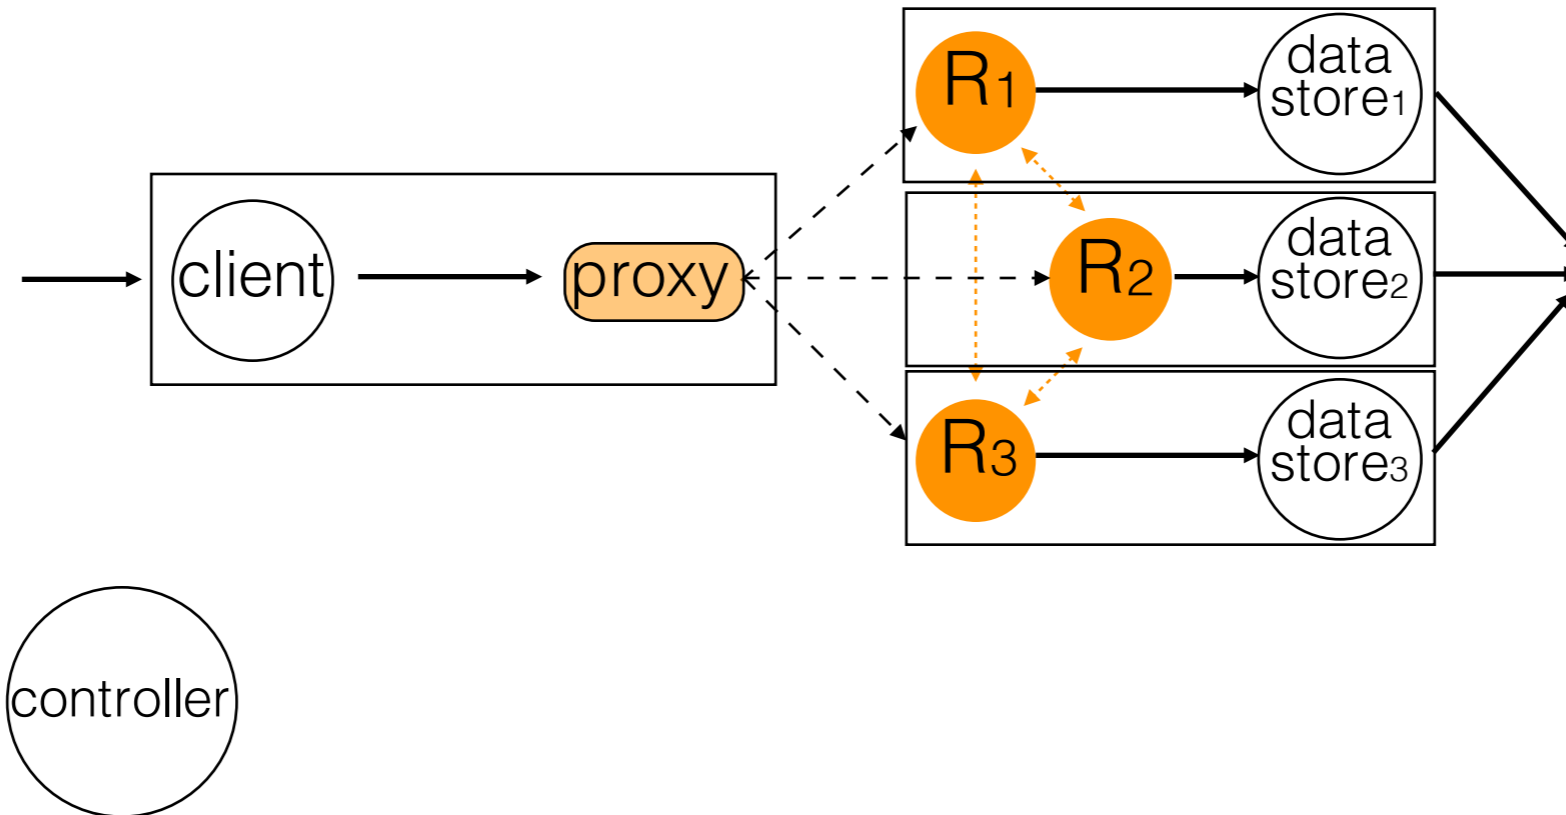 R1
data
store1
client
proxy
R2
data
store2
R3
data
store3
controller